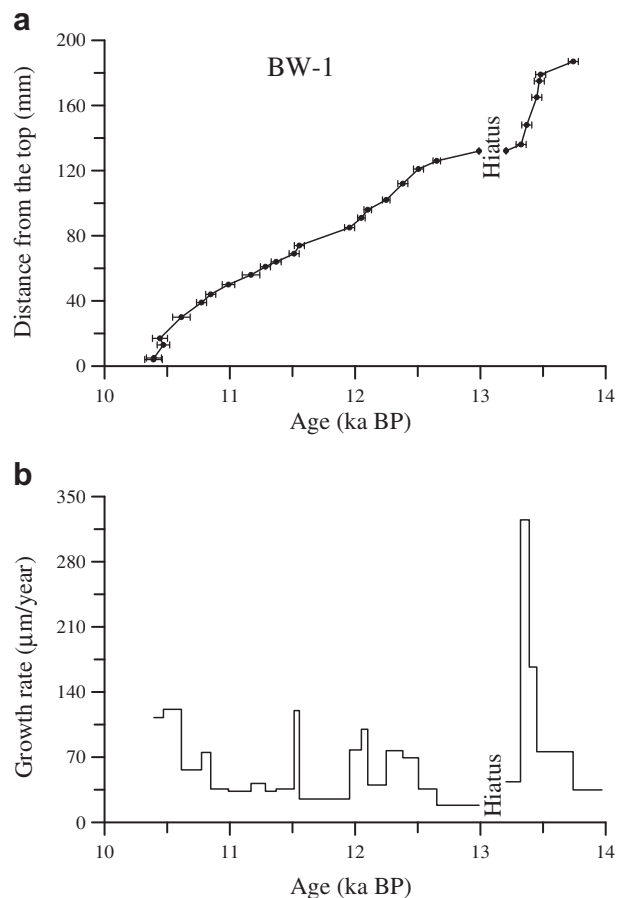 a
BW-1
Distance from the top (mm)
200
160
120
80
40
0
Hiatus
10 11 12 13 14
Age (ka BP)
b
Growth rate (μm/year)
350
280
210
140
70
0
Hiatus
10 11 12 13 14
Age (ka BP)